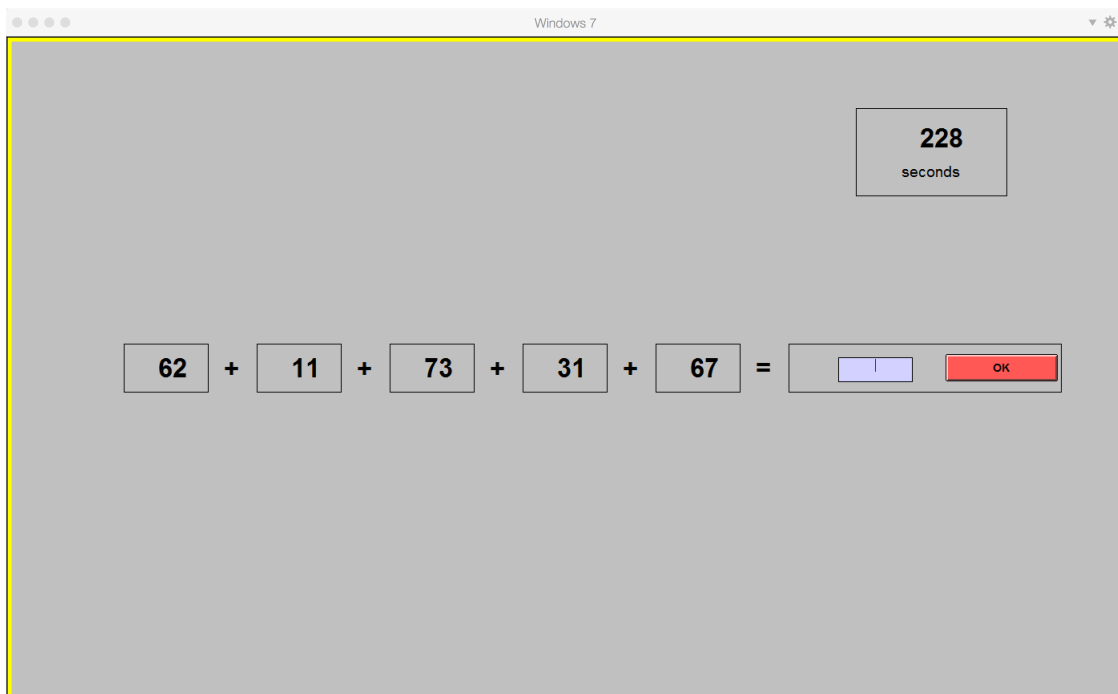 Windows 7
228
seconds
62 + 11 + 73 + 31 + 67 = OK